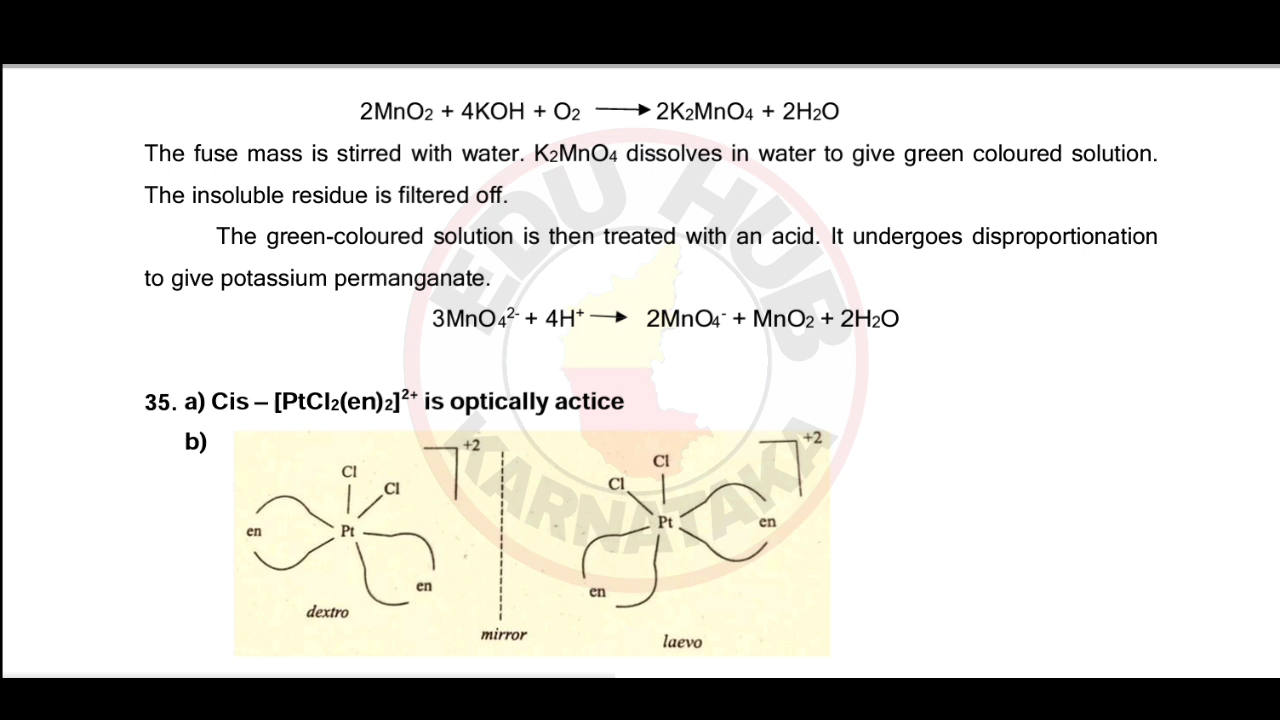 2MnO₂ + 4KOH + O₂ ⟶ 2K₂MnO₄ + 2H₂O
The fuse mass is stirred with water. K₂MnO₄ dissolves in water to give green coloured solution.
The insoluble residue is filtered off.
The green-coloured solution is then treated with an acid. It undergoes disproportionation
to give potassium permanganate.
3MnO₄²⁻ + 4H⁺ ⟶ 2MnO₄⁻ + MnO₂ + 2H₂O
35. a) Cis – [PtCl₂(en)₂]²⁺ is optically actice
b)
+2
Cl
Cl
en
Pt
en
dextro
mirror
+2
Cl
Cl
Pt
en
en
laevo
EDU HUB
KARNATAKA